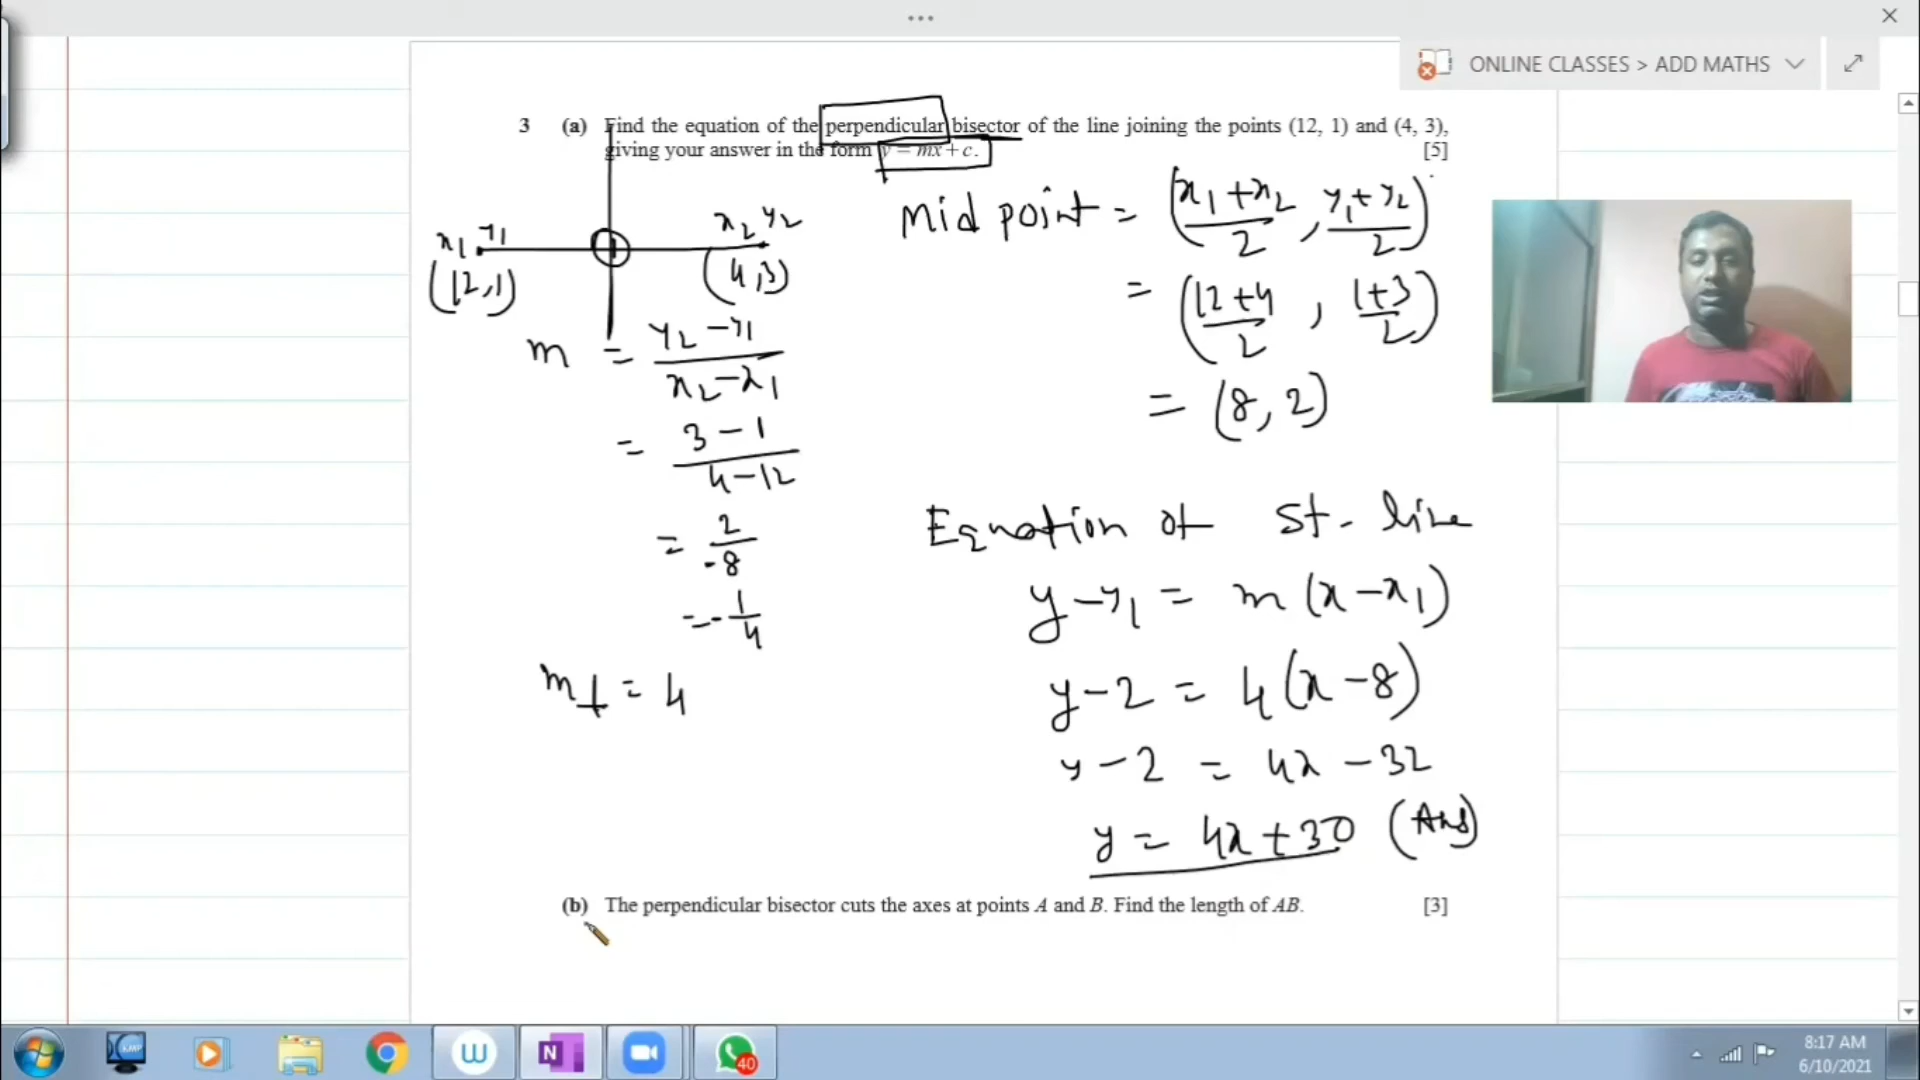 ONLINE CLASSES > ADD MATHS
3 (a) Find the equation of the perpendicular bisector of the line joining the points (12, 1) and (4, 3),
giving your answer in the form y = mx + c. [5]
x₁ y₁
(12,1)
x₂ y₂
(4,3)
m = y₂ - y₁ / x₂ - x₁
= 3 - 1 / 4 - 12
= 2 / -8
= - 1/4
m⊥ = 4
Mid point = (x₁+x₂/2 , y₁+y₂/2)
= (12+4/2 , 1+3/2)
= (8, 2)
Equation of St. line
y - y₁ = m (x - x₁)
y - 2 = 4 (x - 8)
y - 2 = 4x - 32
y = 4x + 30 (Ans)
(b) The perpendicular bisector cuts the axes at points A and B. Find the length of AB. [3]
W
N
40
8:17 AM
6/10/2021